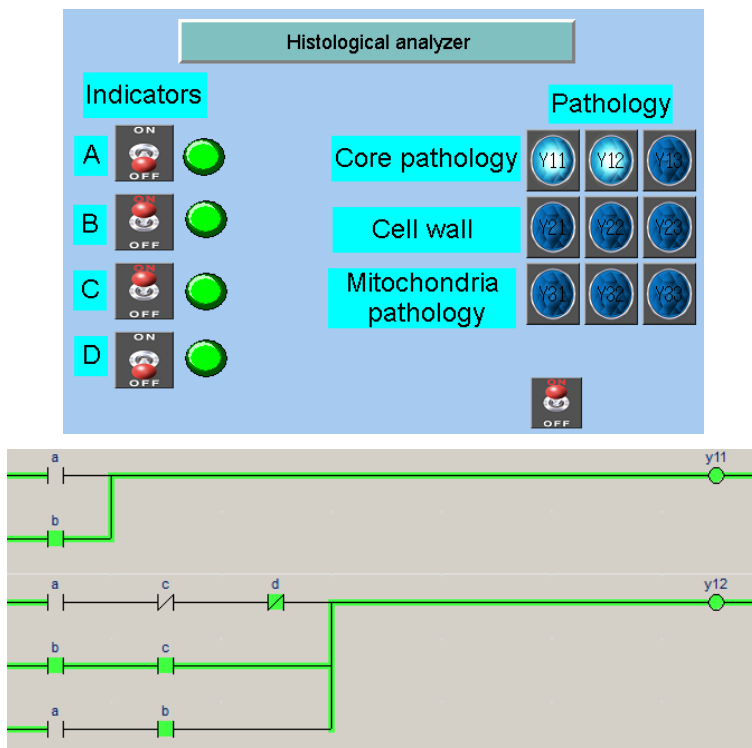 Histological analyzer
Indicators
Pathology
A
ON
OFF
Core pathology
Y11
Y12
Y13
B
ON
OFF
Cell wall
Y21
Y22
Y23
C
ON
OFF
Mitochondria
pathology
Y31
Y32
Y33
D
ON
OFF
ON
OFF
a
y11
b
a
c
d
y12
b
c
a
b